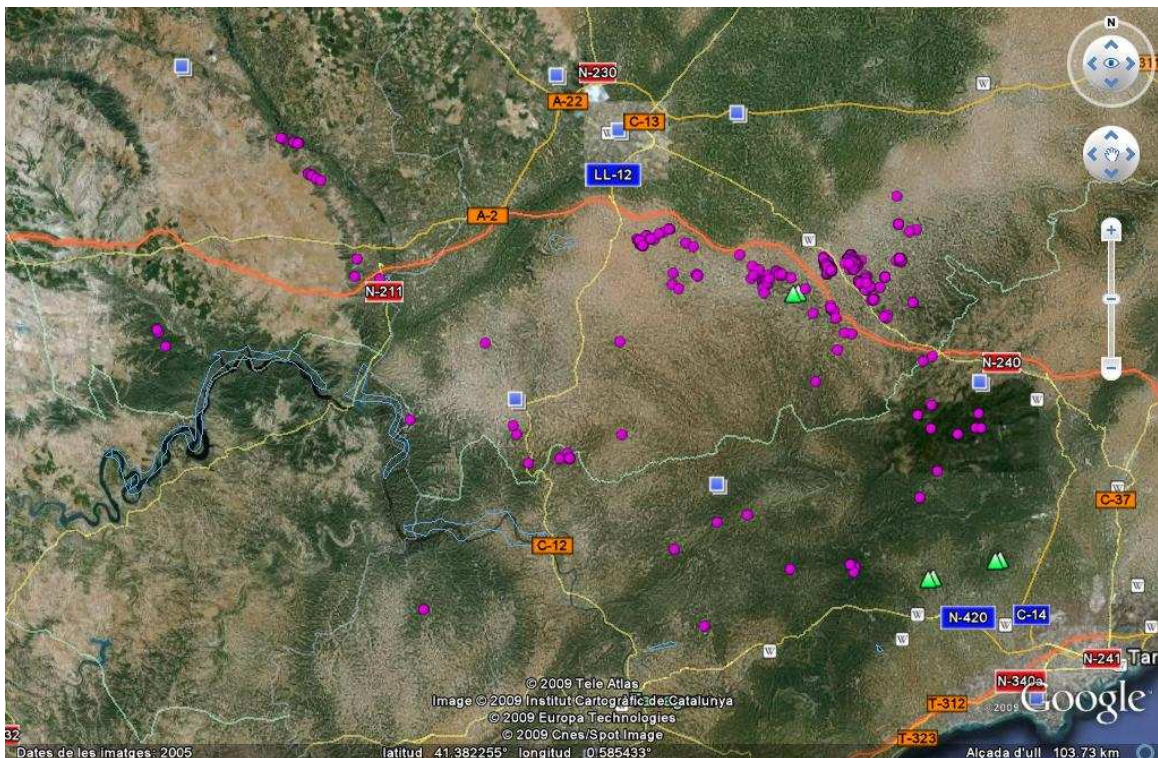 N
N-230
A-22
C-13
W
W
LL-12
A-2
W
N-211
N-240
W
C-37
W
C-12
W
W
N-420
C-14
W
W
W
W
N-241
Tar
N-340a
© 2009 Tele Atlas
Image © 2009 Institut Cartogràfic de Catalunya
© 2009 Europa Technologies
© 2009 Cnes/Spot Image
© 2009
Google
T-312
T-323
32
Dates de les imatges: 2005
latitud 41.382255° longitud 0.585433°
Alçada d'ull 103.73 km